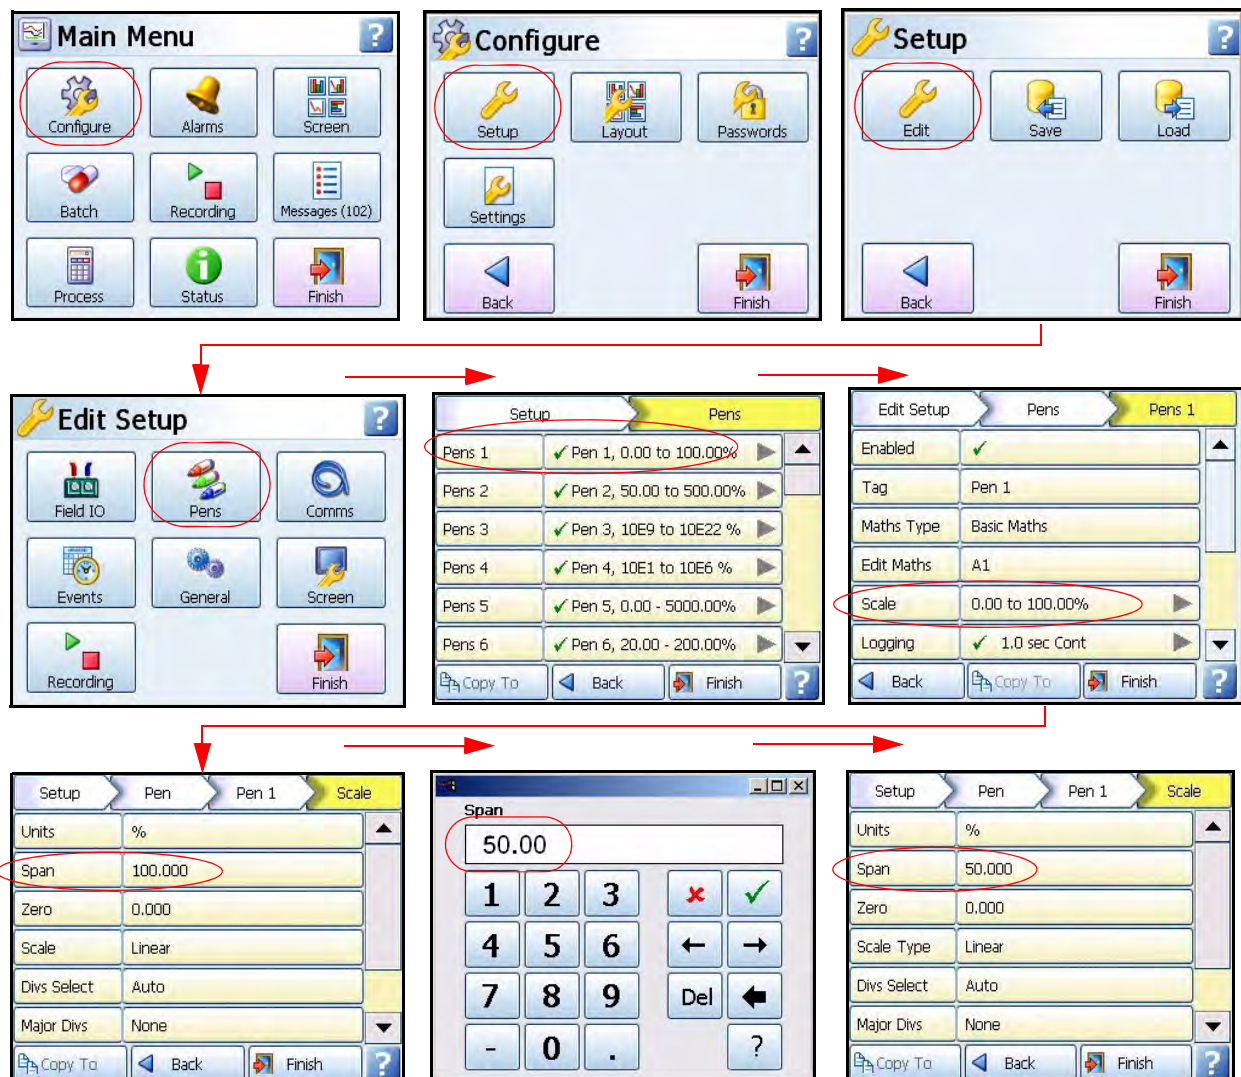 Main Menu ?
Configure Alarms Screen
Batch Recording Messages (102)
Process Status Finish
Configure ?
Setup Layout Passwords
Settings
Back Finish
Setup ?
Edit Save Load
Back Finish
Edit Setup ?
Field IO Pens Comms
Events General Screen
Recording Finish
Setup Pens
Pens 1 ✓ Pen 1, 0.00 to 100.00%
Pens 2 ✓ Pen 2, 50.00 to 500.00%
Pens 3 ✓ Pen 3, 10E9 to 10E22 %
Pens 4 ✓ Pen 4, 10E1 to 10E6 %
Pens 5 ✓ Pen 5, 0.00 - 5000.00%
Pens 6 ✓ Pen 6, 20.00 - 200.00%
Copy To Back Finish ?
Edit Setup Pens Pens 1
Enabled ✓
Tag Pen 1
Maths Type Basic Maths
Edit Maths A1
Scale 0.00 to 100.00%
Logging ✓ 1.0 sec Cont
Back Copy To Finish ?
Setup Pen Pen 1 Scale
Units %
Span 100.000
Zero 0.000
Scale Linear
Divs Select Auto
Major Divs None
Copy To Back Finish ?
Span
50.00
1 2 3 ✗ ✓
4 5 6 ← →
7 8 9 Del ←
- 0 . ?
Setup Pen Pen 1 Scale
Units %
Span 50.000
Zero 0.000
Scale Type Linear
Divs Select Auto
Major Divs None
Copy To Back Finish ?